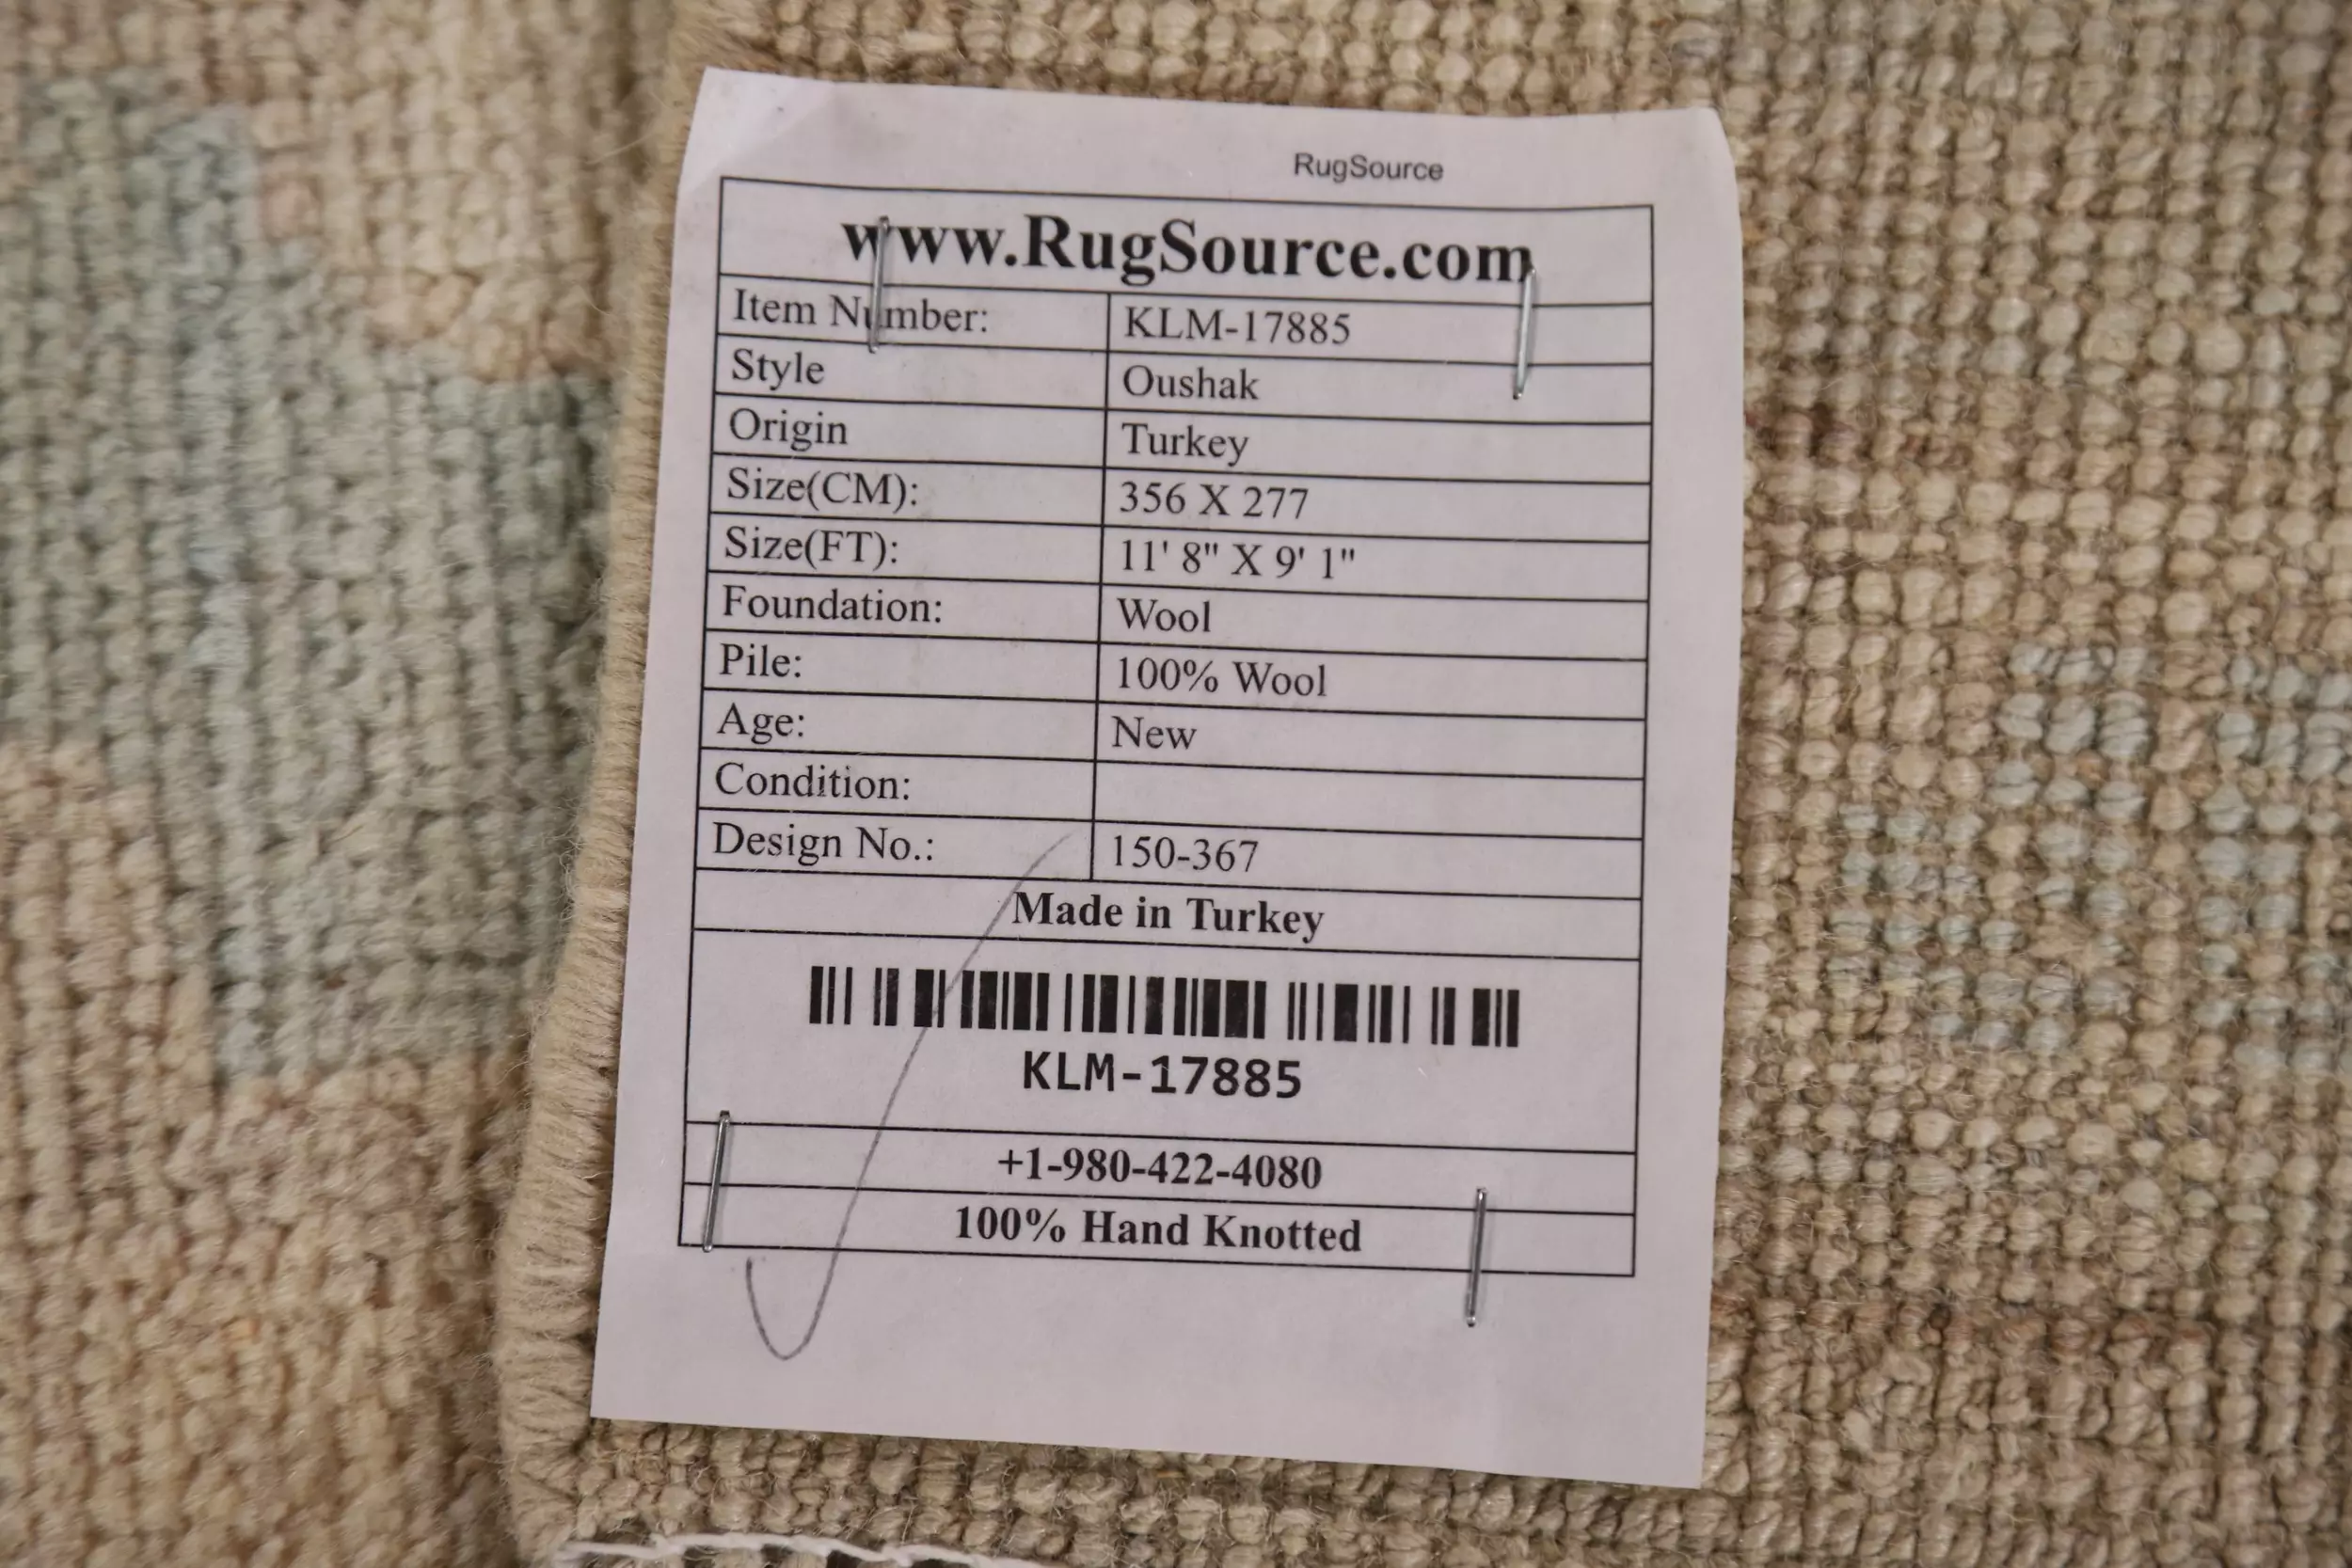 RugSource
www.RugSource.com
Item Number: KLM-17885
Style Oushak
Origin Turkey
Size(CM): 356 X 277
Size(FT): 11' 8" X 9' 1"
Foundation: Wool
Pile: 100% Wool
Age: New
Condition:
Design No.: 150-367
Made in Turkey
KLM-17885
+1-980-422-4080
100% Hand Knotted